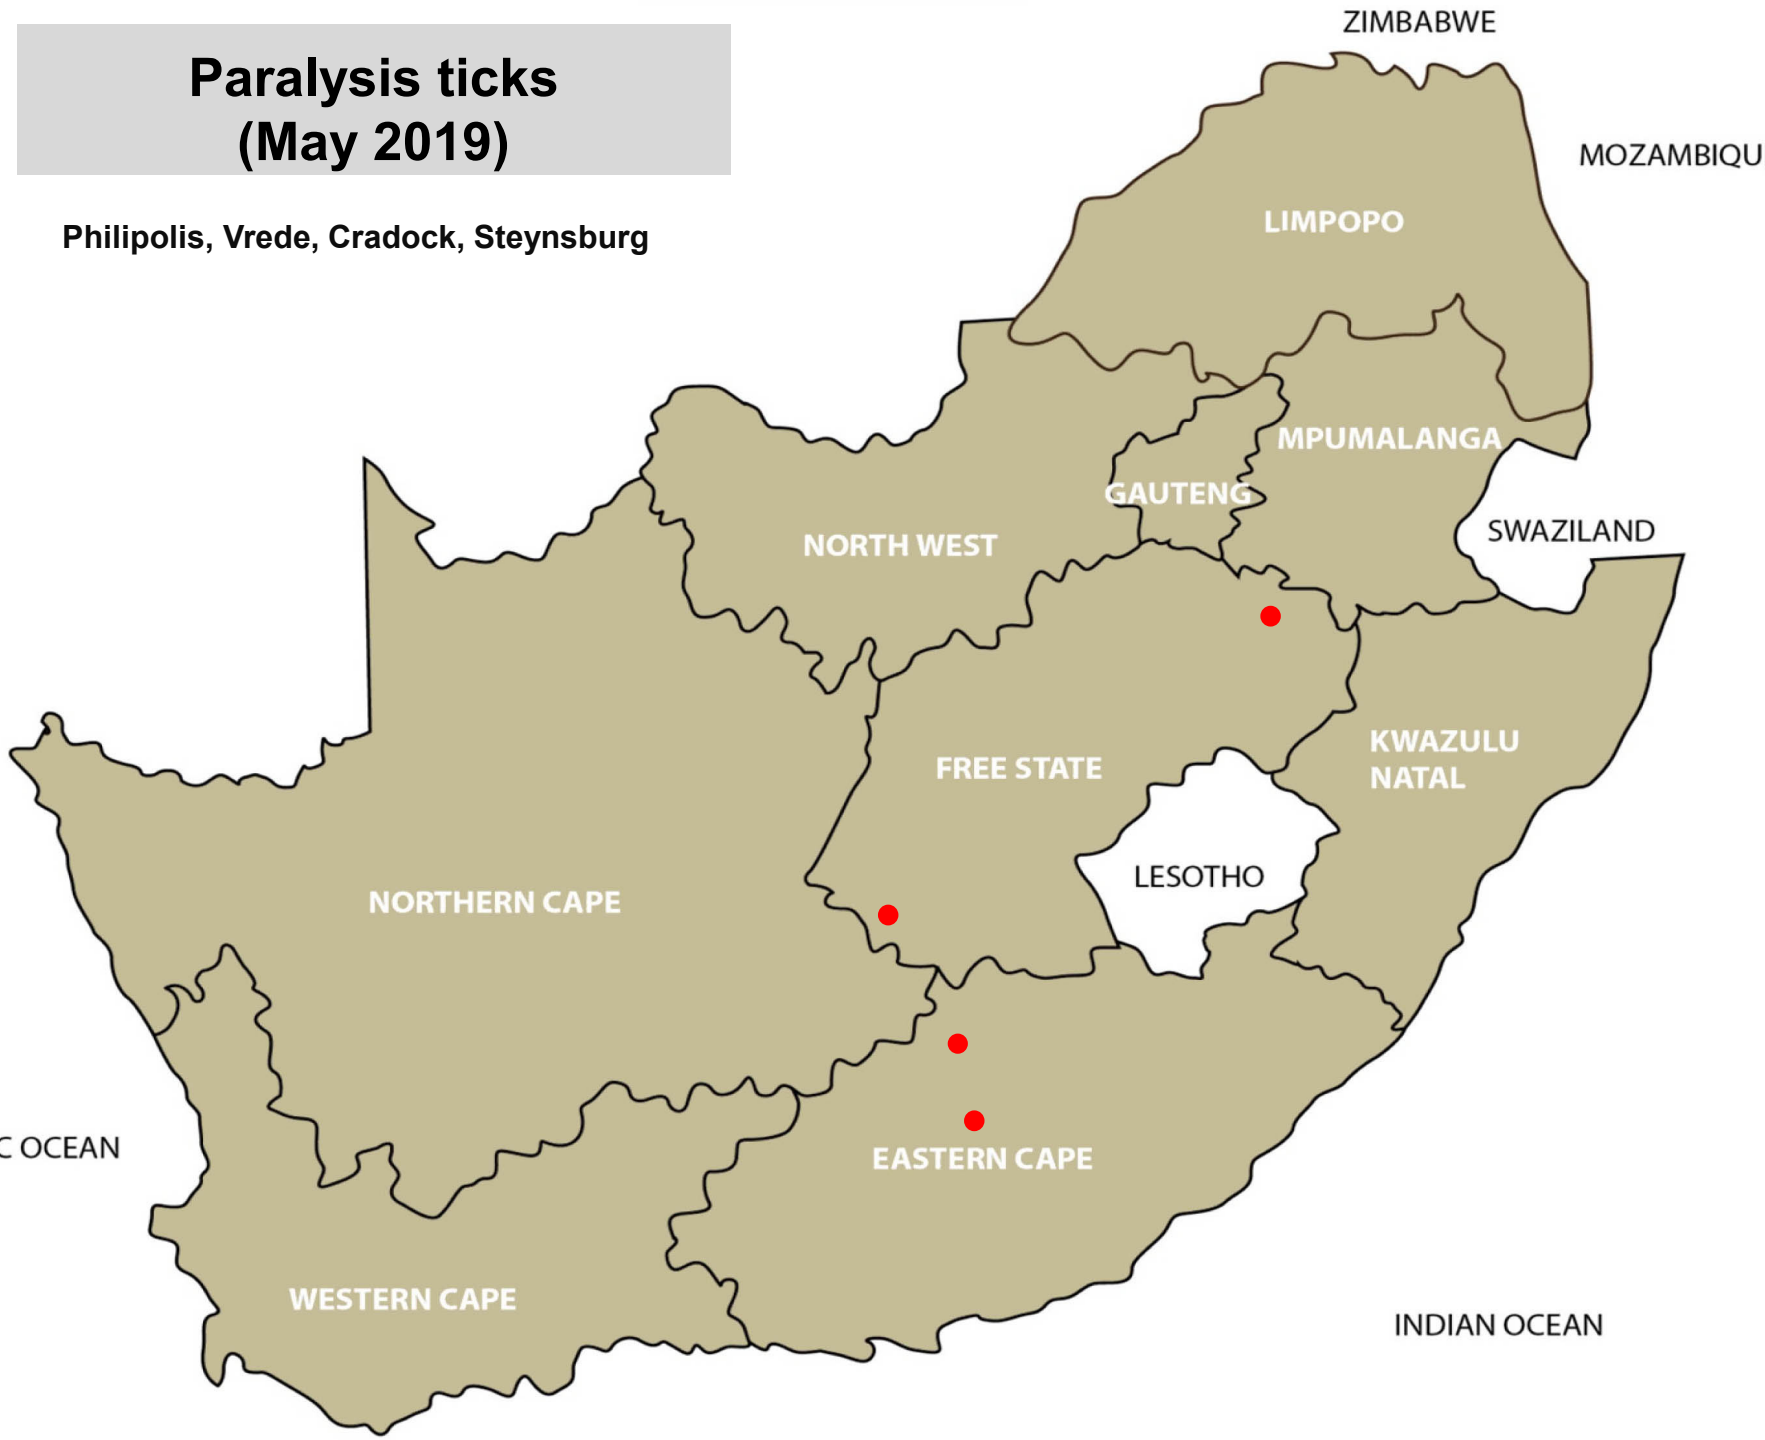 Paralysis ticks
(May 2019)
Philipolis, Vrede, Cradock, Steynsburg
ZIMBABWE
MOZAMBIQU
LIMPOPO
MPUMALANGA
GAUTENG
SWAZILAND
NORTH WEST
KWAZULU
NATAL
FREE STATE
LESOTHO
NORTHERN CAPE
C OCEAN
EASTERN CAPE
WESTERN CAPE
INDIAN OCEAN